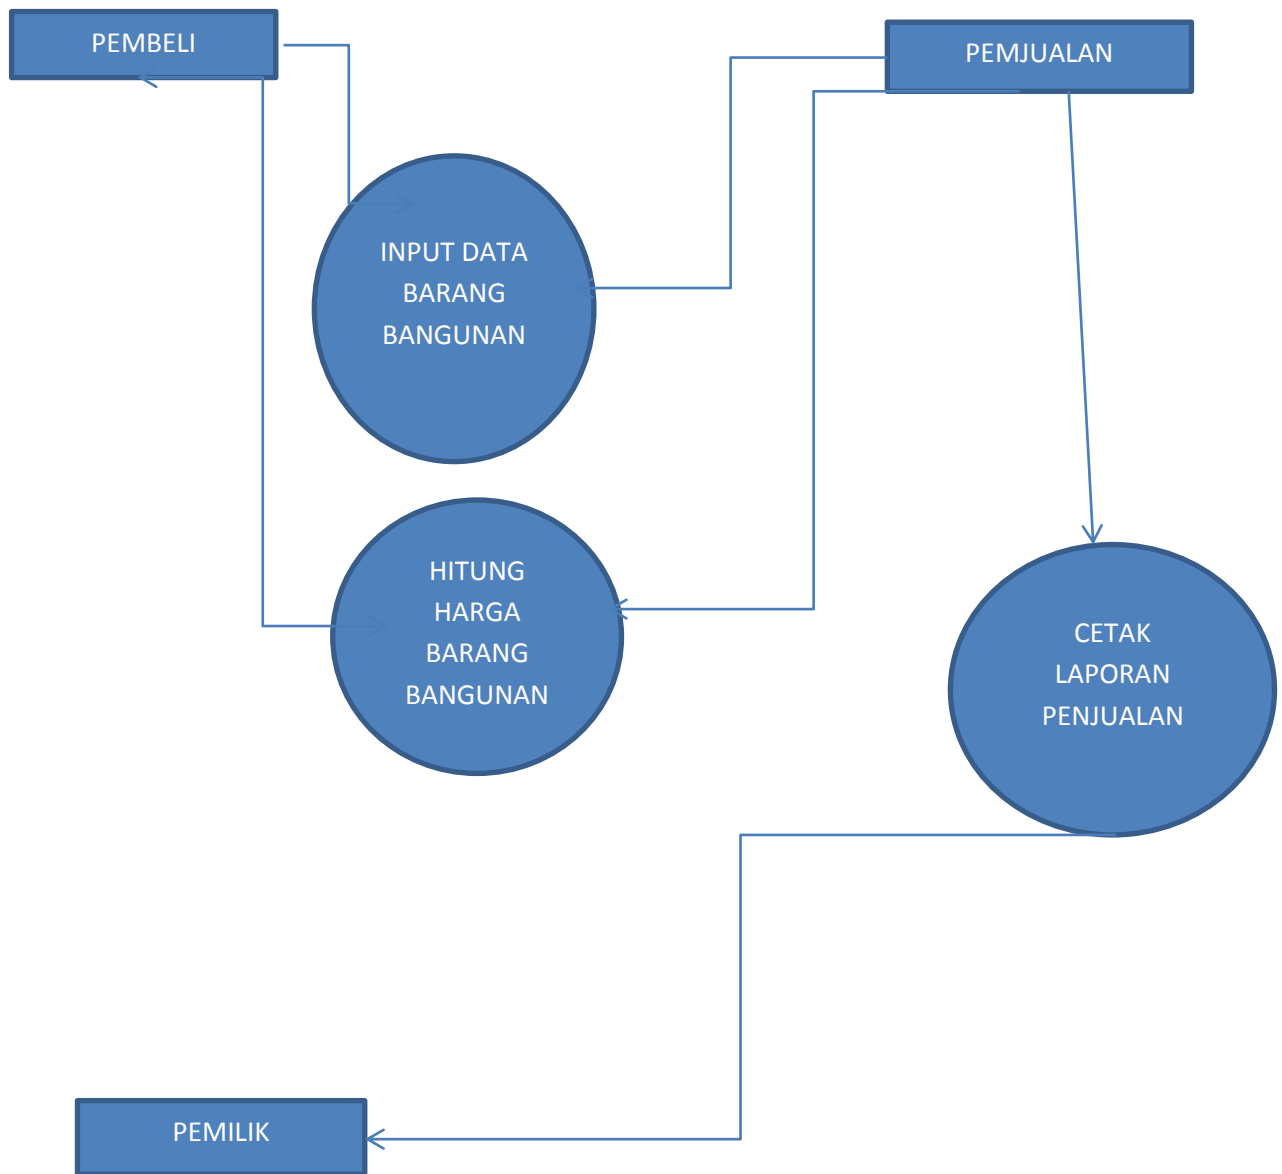 PEMBELI
PEMJUALAN
INPUT DATA
BARANG
BANGUNAN
HITUNG
HARGA
BARANG
BANGUNAN
CETAK
LAPORAN
PENJUALAN
PEMILIK